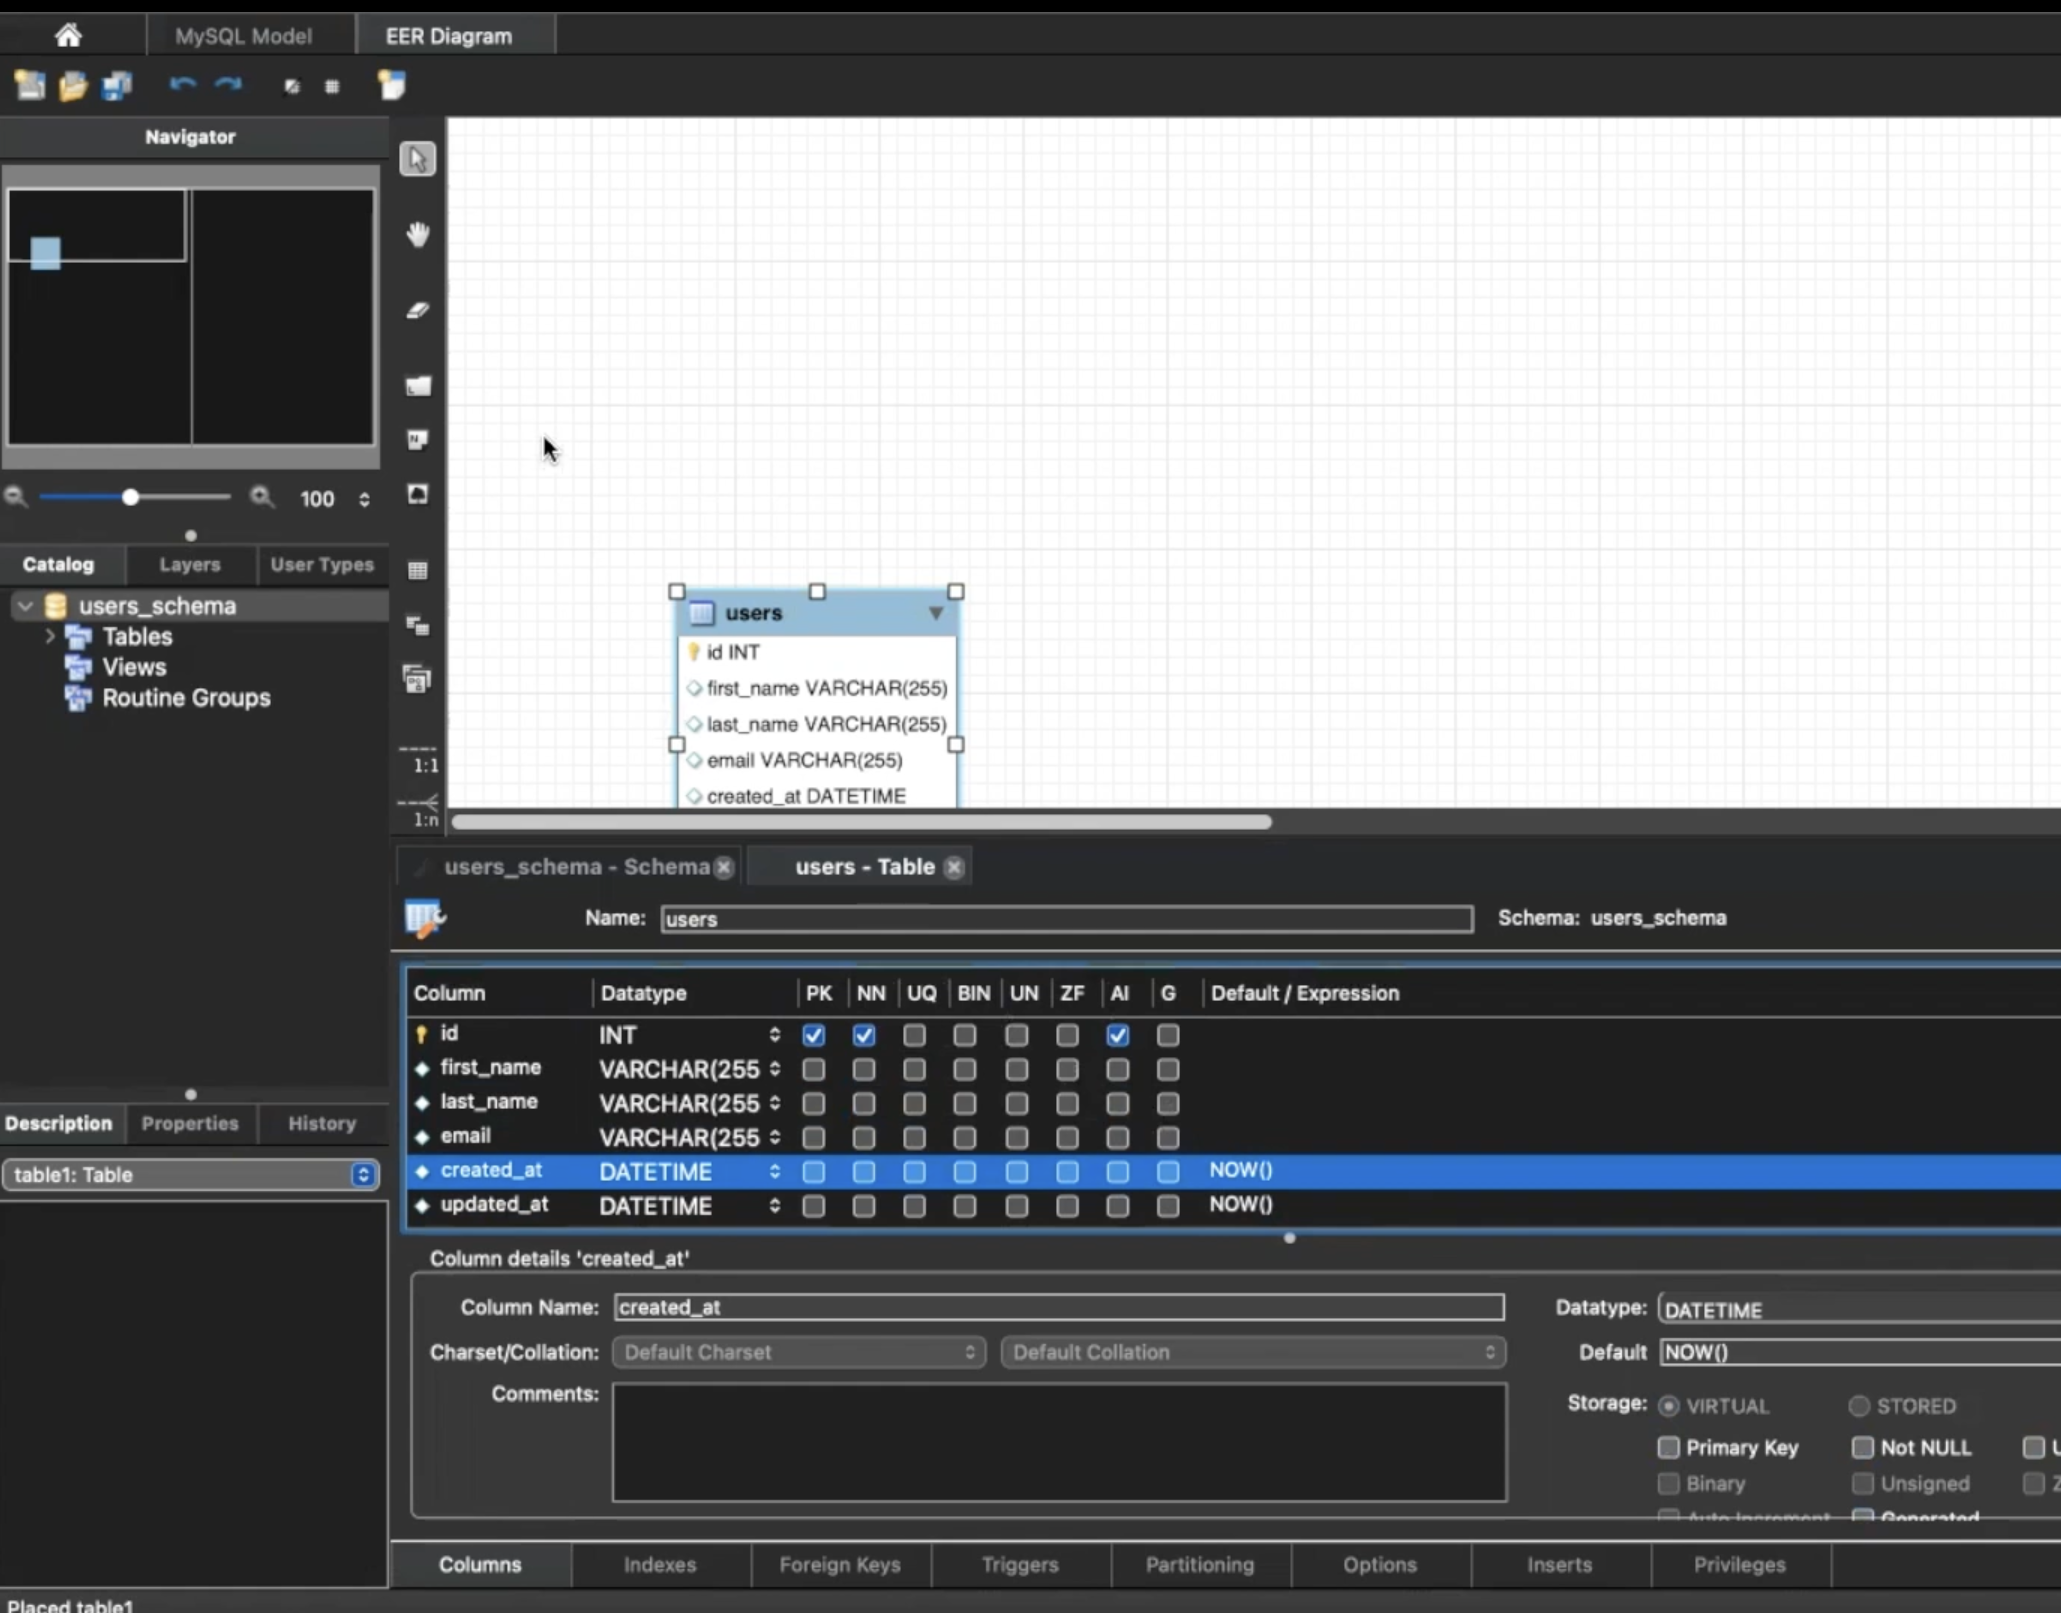 MySQL Model
EER Diagram
Navigator
100
Catalog
Layers
User Types
users_schema
Tables
Views
Routine Groups
1:1
1:n
users
id INT
first_name VARCHAR(255)
last_name VARCHAR(255)
email VARCHAR(255)
created_at DATETIME
users_schema - Schema
users - Table
Name: users
Schema: users_schema
Column Datatype PK NN UQ BIN UN ZF AI G Default / Expression
id INT
first_name VARCHAR(255
last_name VARCHAR(255
email VARCHAR(255
created_at DATETIME NOW()
updated_at DATETIME NOW()
Description
Properties
History
table1: Table
Column details 'created_at'
Column Name: created_at
Datatype: DATETIME
Charset/Collation: Default Charset Default Collation
Default NOW()
Comments:
Storage: VIRTUAL STORED
Primary Key Not NULL U
Binary Unsigned Z
Auto Increment Generated
Columns Indexes Foreign Keys Triggers Partitioning Options Inserts Privileges
Placed table1